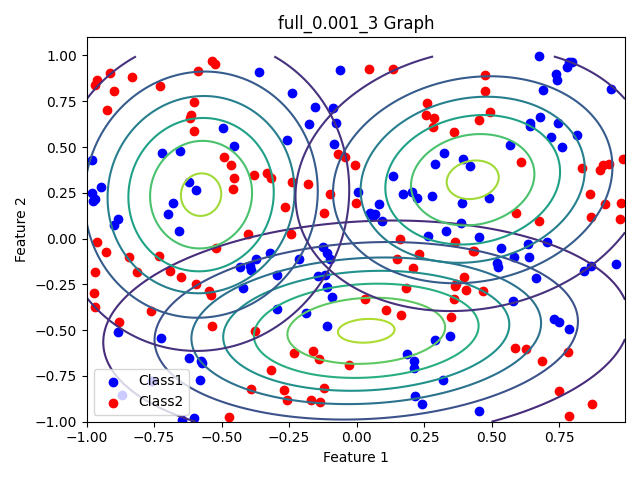 full_0.001_3 Graph
1.00
0.75
0.50
0.25
0.00
−0.25
−0.50
−0.75
−1.00
Feature 2
Class1
Class2
−1.00 −0.75 −0.50 −0.25 0.00 0.25 0.50 0.75
Feature 1